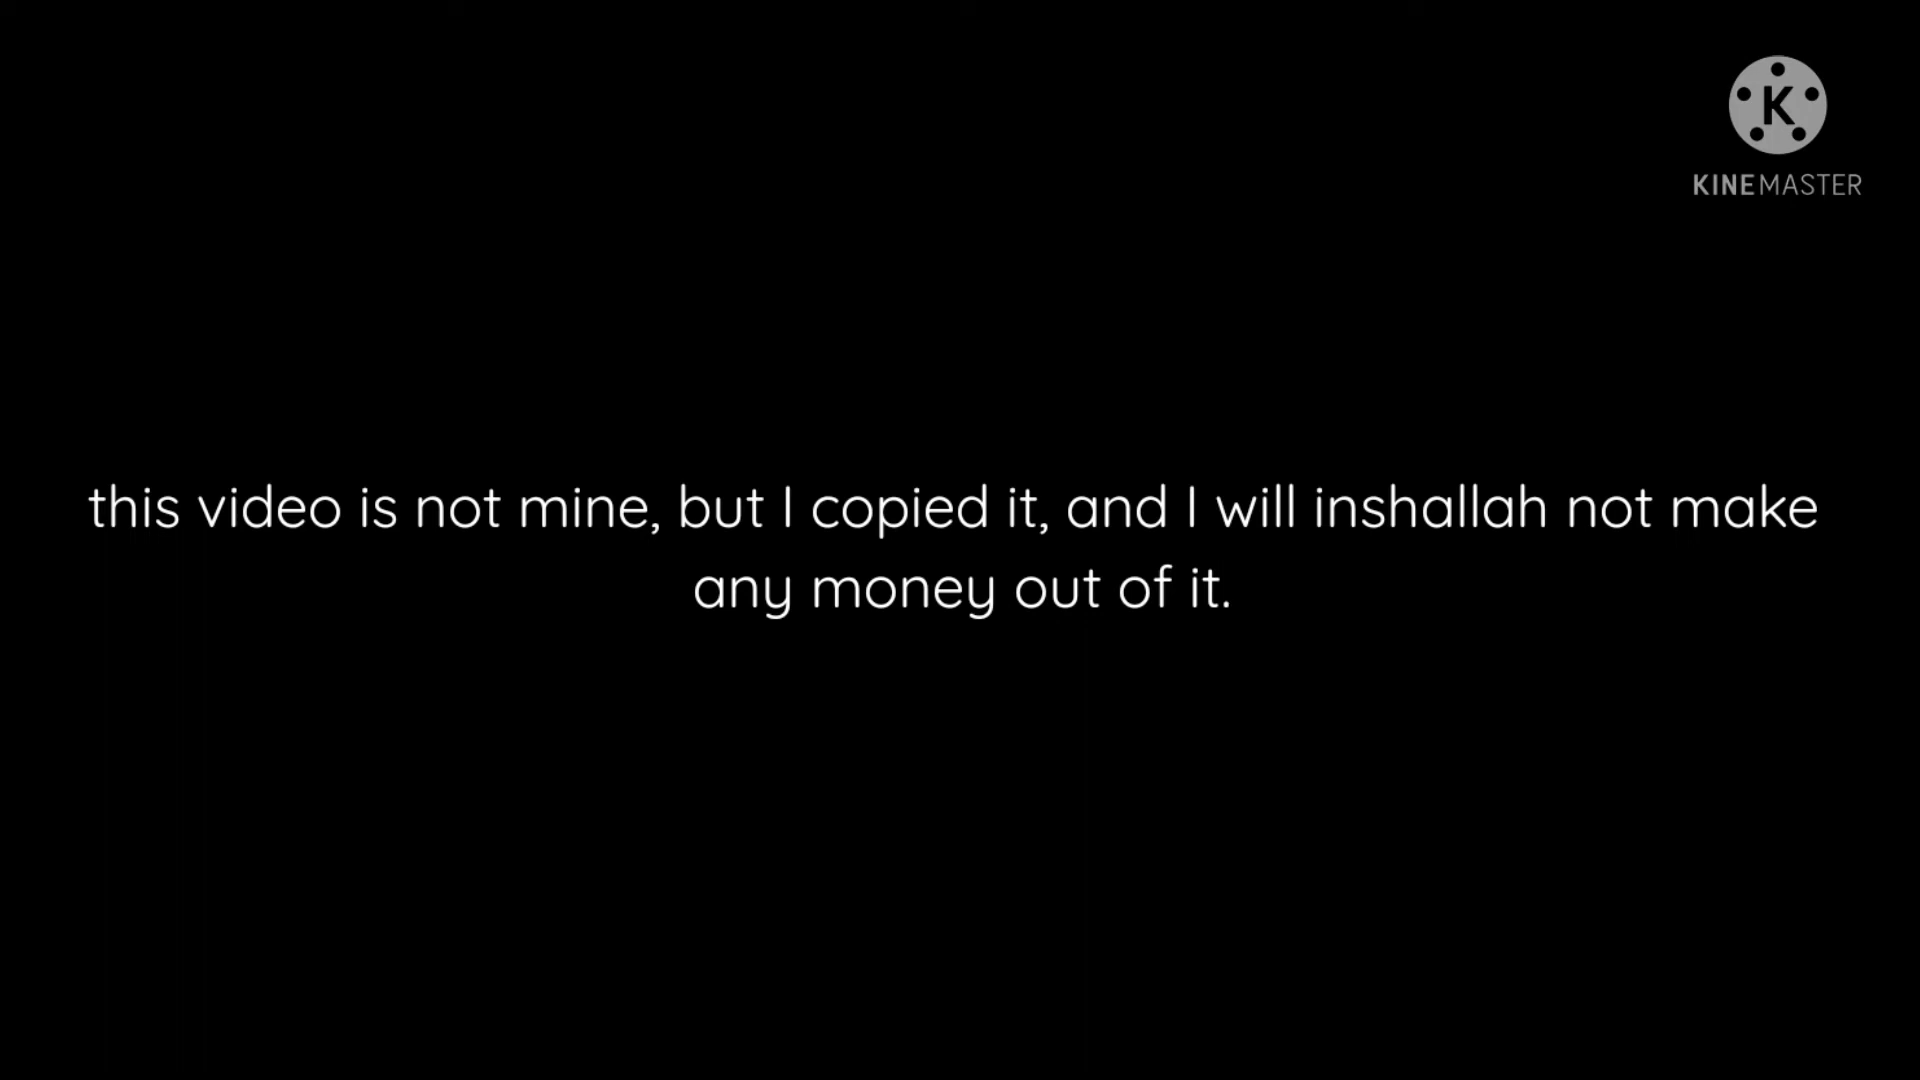 K
KINEMASTER
this video is not mine, but I copied it, and I will inshallah not make
any money out of it.